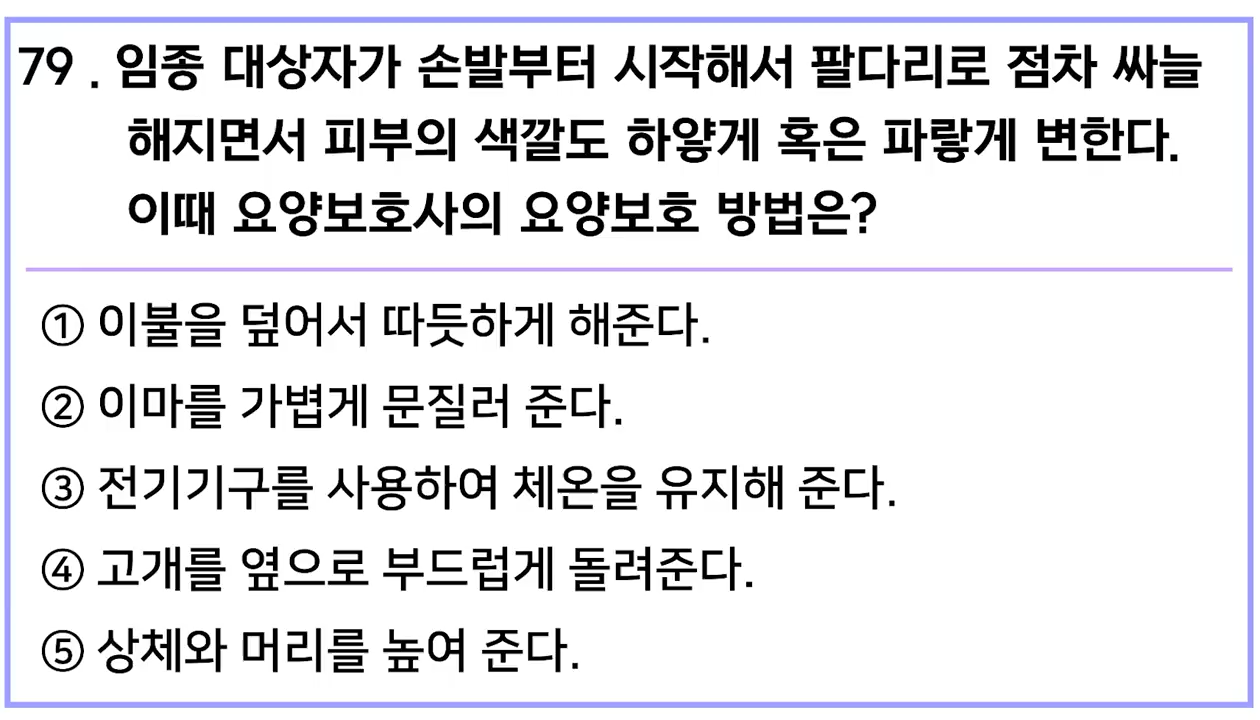 79 . 임종 대상자가 손발부터 시작해서 팔다리로 점차 싸늘
해지면서 피부의 색깔도 하얗게 혹은 파랗게 변한다.
이때 요양보호사의 요양보호 방법은?
① 이불을 덮어서 따듯하게 해준다.
② 이마를 가볍게 문질러 준다.
③ 전기기구를 사용하여 체온을 유지해 준다.
④ 고개를 옆으로 부드럽게 돌려준다.
⑤ 상체와 머리를 높여 준다.